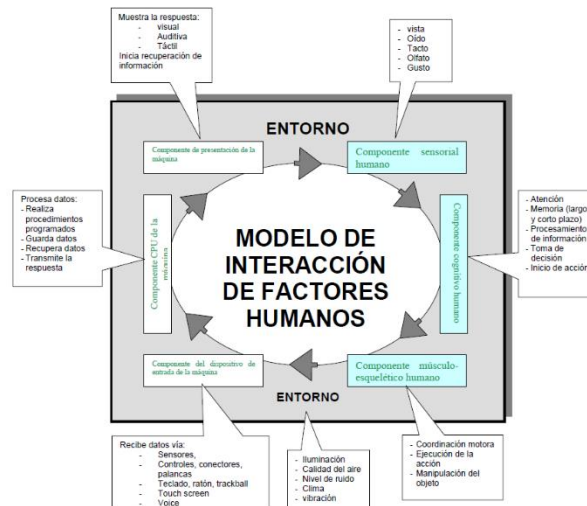 Muestra la respuesta:
- visual
- Auditiva
- Táctil
Inicia recuperación de
información
- vista
- Oído
- Tacto
- Olfato
- Gusto
ENTORNO
Componente de presentación de la
máquina
Componente sensorial
humano
Procesa datos:
- Realiza
procedimientos
programados
- Guarda datos
- Recupera datos
- Transmite la
respuesta
Componente CPU de la
máquina
MODELO DE
INTERACCIÓN
DE FACTORES
HUMANOS
Componente cognitivo humano
- Atención
- Memoria (largo
y corto plazo)
- Procesamiento
de información
- Toma de
decisión
- Inicio de acción
Componente del dispositivo de
entrada de la máquina
Componente músculo-
esquelético humano
ENTORNO
Recibe datos vía:
- Sensores,
- Controles, conectores,
palancas
- Teclado, ratón, trackball
- Touch screen
- Voice
- Iluminación
- Calidad del aire
- Nivel de ruido
- Clima
- vibración
- Coordinación motora
- Ejecución de la
acción
- Manipulación del
objeto